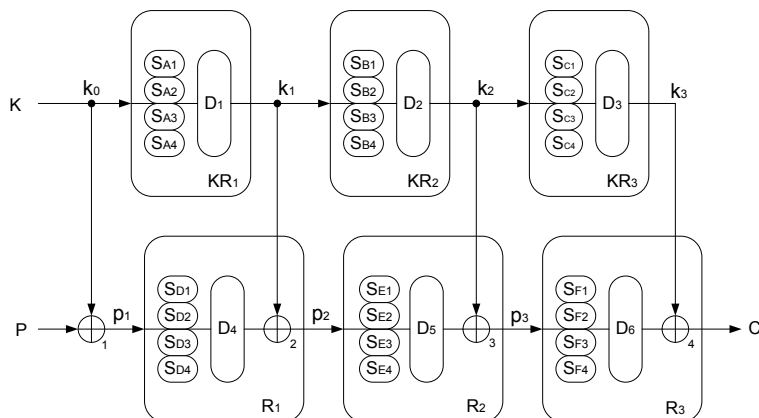 K
k0
SA1
SA2
SA3
SA4
D1
KR1
k1
SB1
SB2
SB3
SB4
D2
KR2
k2
SC1
SC2
SC3
SC4
D3
KR3
k3
P
1
p1
SD1
SD2
SD3
SD4
D4
2
R1
p2
SE1
SE2
SE3
SE4
D5
3
R2
p3
SF1
SF2
SF3
SF4
D6
4
R3
C